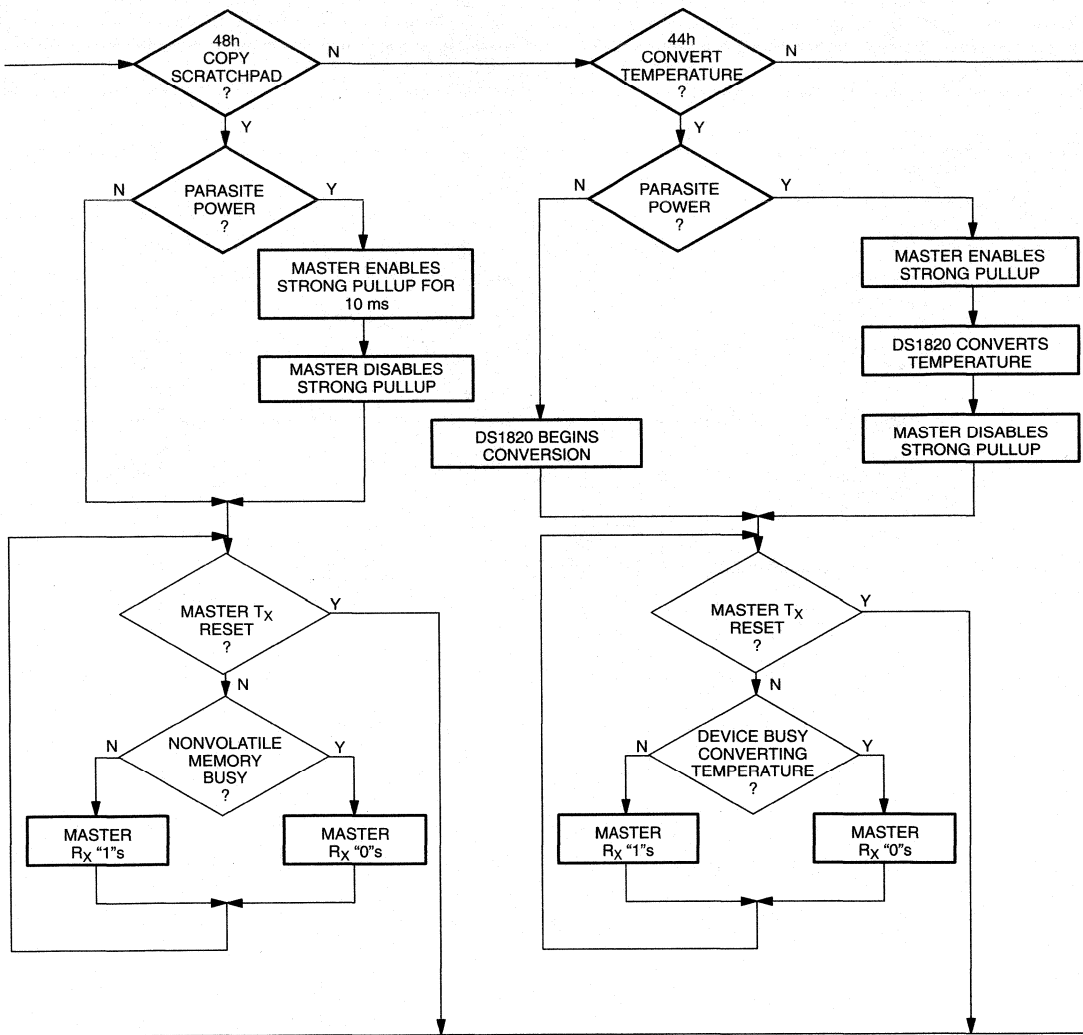 48h
COPY
SCRATCHPAD
?
N
Y
44h
CONVERT
TEMPERATURE
?
N
Y
N
PARASITE
POWER
?
Y
N
PARASITE
POWER
?
Y
MASTER ENABLES
STRONG PULLUP FOR
10 ms
MASTER DISABLES
STRONG PULLUP
MASTER ENABLES
STRONG PULLUP
DS1820 CONVERTS
TEMPERATURE
MASTER DISABLES
STRONG PULLUP
DS1820 BEGINS
CONVERSION
MASTER TX
RESET
?
Y
N
MASTER TX
RESET
?
Y
N
N
NONVOLATILE
MEMORY
BUSY
?
Y
N
DEVICE BUSY
CONVERTING
TEMPERATURE
?
Y
MASTER
RX “1”s
MASTER
RX “0”s
MASTER
RX “1”s
MASTER
RX “0”s